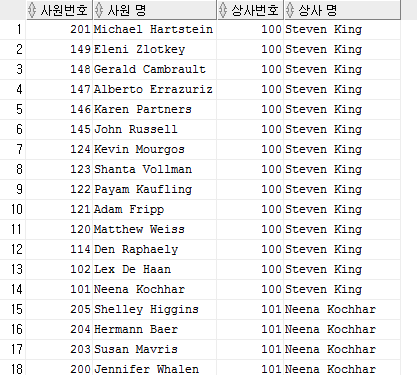 사원번호 사원 명 상사번호 상사 명
1 201 Michael Hartstein 100 Steven King
2 149 Eleni Zlotkey 100 Steven King
3 148 Gerald Cambrault 100 Steven King
4 147 Alberto Errazuriz 100 Steven King
5 146 Karen Partners 100 Steven King
6 145 John Russell 100 Steven King
7 124 Kevin Mourgos 100 Steven King
8 123 Shanta Vollman 100 Steven King
9 122 Payam Kaufling 100 Steven King
10 121 Adam Fripp 100 Steven King
11 120 Matthew Weiss 100 Steven King
12 114 Den Raphaely 100 Steven King
13 102 Lex De Haan 100 Steven King
14 101 Neena Kochhar 100 Steven King
15 205 Shelley Higgins 101 Neena Kochhar
16 204 Hermann Baer 101 Neena Kochhar
17 203 Susan Mavris 101 Neena Kochhar
18 200 Jennifer Whalen 101 Neena Kochhar